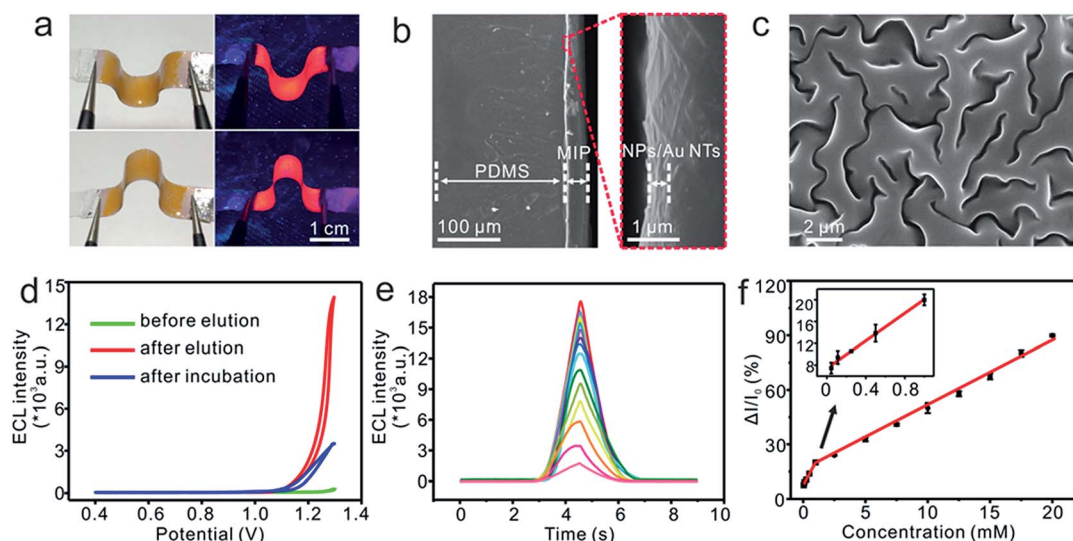 a
1 cm
b
PDMS
MIP
NPs/Au NTs
100 µm
1 µm
c
2 µm
d
ECL intensity
(*10³a.u.)
15
12
9
6
3
0
before elution
after elution
after incubation
0.4 0.6 0.8 1.0 1.2 1.4
Potential (V)
e
ECL intensity
(*10³a.u.)
18
15
12
9
6
3
0
0 2 4 6 8 10
Time (s)
f
ΔI/I₀ (%)
120
90
60
30
0
20
16
12
8
0.0 0.4 0.8
0 5 10 15 20
Concentration (mM)